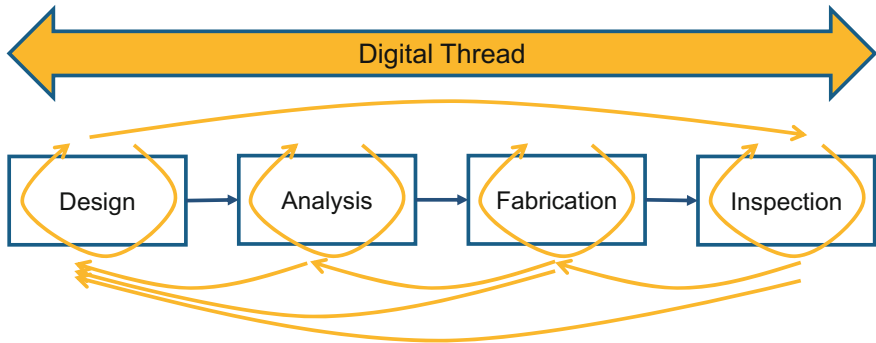 Digital Thread
Design
Analysis
Fabrication
Inspection